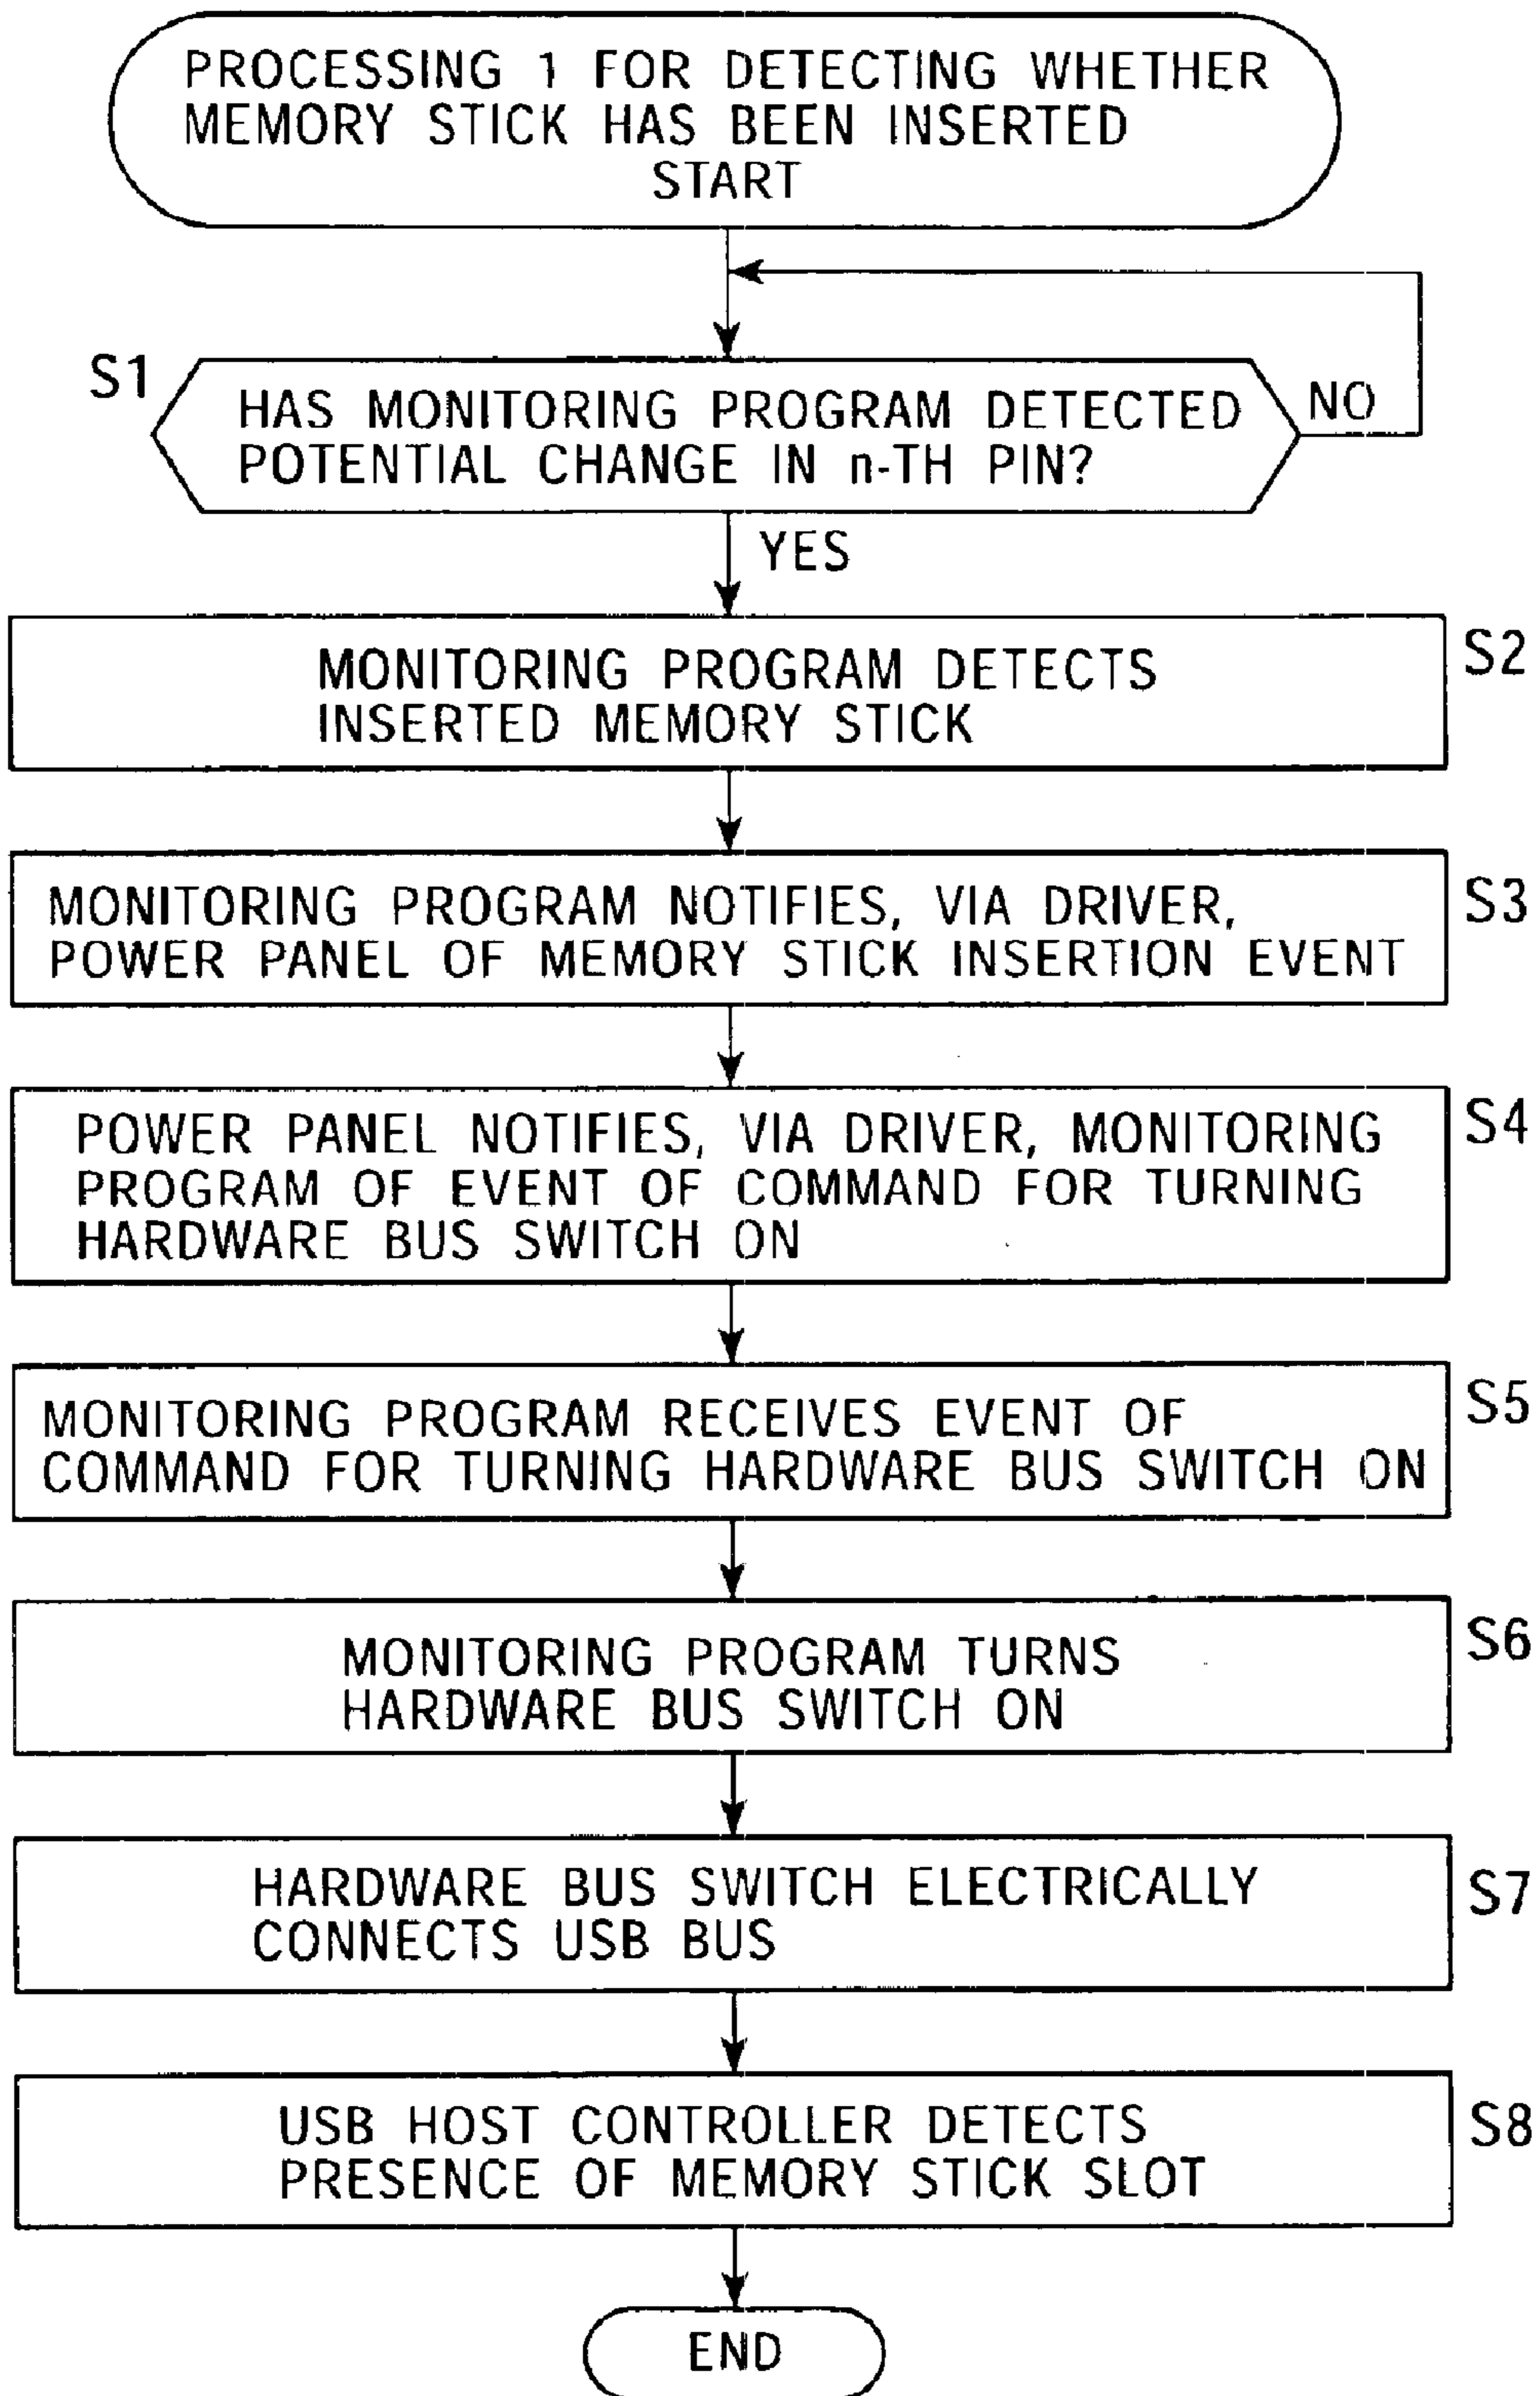 PROCESSING 1 FOR DETECTING WHETHER
MEMORY STICK HAS BEEN INSERTED
START
S1
HAS MONITORING PROGRAM DETECTED
POTENTIAL CHANGE IN n-TH PIN?
NO
YES
S2
MONITORING PROGRAM DETECTS
INSERTED MEMORY STICK
S3
MONITORING PROGRAM NOTIFIES, VIA DRIVER,
POWER PANEL OF MEMORY STICK INSERTION EVENT
S4
POWER PANEL NOTIFIES, VIA DRIVER, MONITORING
PROGRAM OF EVENT OF COMMAND FOR TURNING
HARDWARE BUS SWITCH ON
S5
MONITORING PROGRAM RECEIVES EVENT OF
COMMAND FOR TURNING HARDWARE BUS SWITCH ON
S6
MONITORING PROGRAM TURNS
HARDWARE BUS SWITCH ON
S7
HARDWARE BUS SWITCH ELECTRICALLY
CONNECTS USB BUS
S8
USB HOST CONTROLLER DETECTS
PRESENCE OF MEMORY STICK SLOT
END